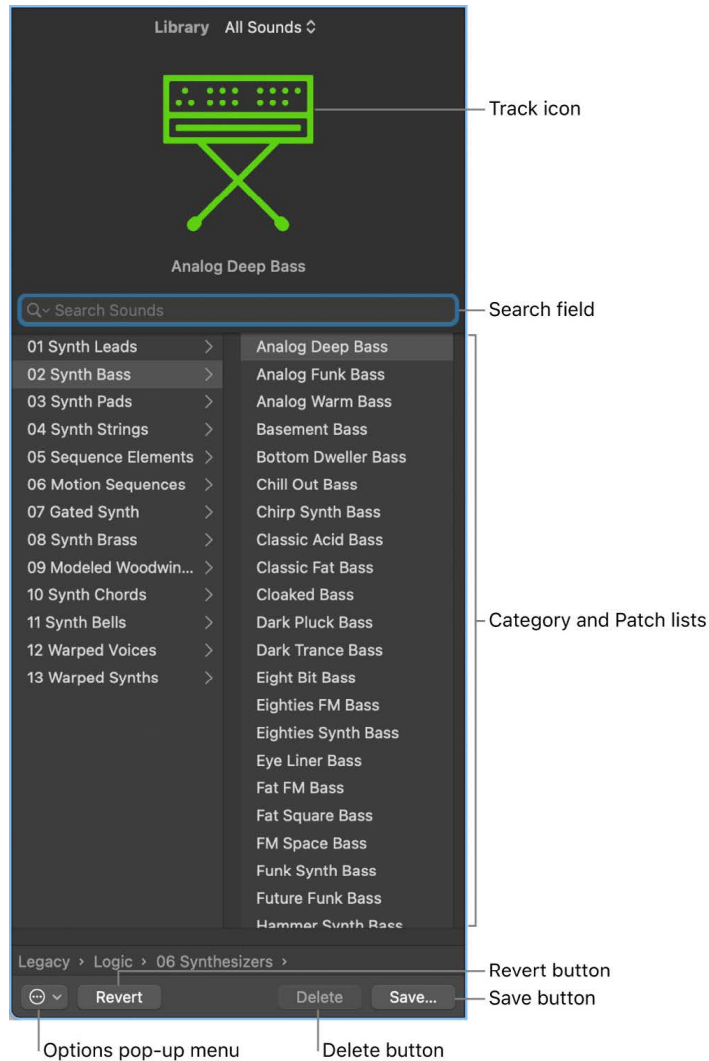 Library All Sounds
Track icon
Analog Deep Bass
Search Sounds
Search field
01 Synth Leads
02 Synth Bass
03 Synth Pads
04 Synth Strings
05 Sequence Elements
06 Motion Sequences
07 Gated Synth
08 Synth Brass
09 Modeled Woodwin...
10 Synth Chords
11 Synth Bells
12 Warped Voices
13 Warped Synths
Analog Deep Bass
Analog Funk Bass
Analog Warm Bass
Basement Bass
Bottom Dweller Bass
Chill Out Bass
Chirp Synth Bass
Classic Acid Bass
Classic Fat Bass
Cloaked Bass
Dark Pluck Bass
Dark Trance Bass
Eight Bit Bass
Eighties FM Bass
Eighties Synth Bass
Eye Liner Bass
Fat FM Bass
Fat Square Bass
FM Space Bass
Funk Synth Bass
Future Funk Bass
Hammer Synth Bass
Category and Patch lists
Legacy > Logic > 06 Synthesizers >
Revert button
Revert
Delete
Save...
Save button
Options pop-up menu
Delete button